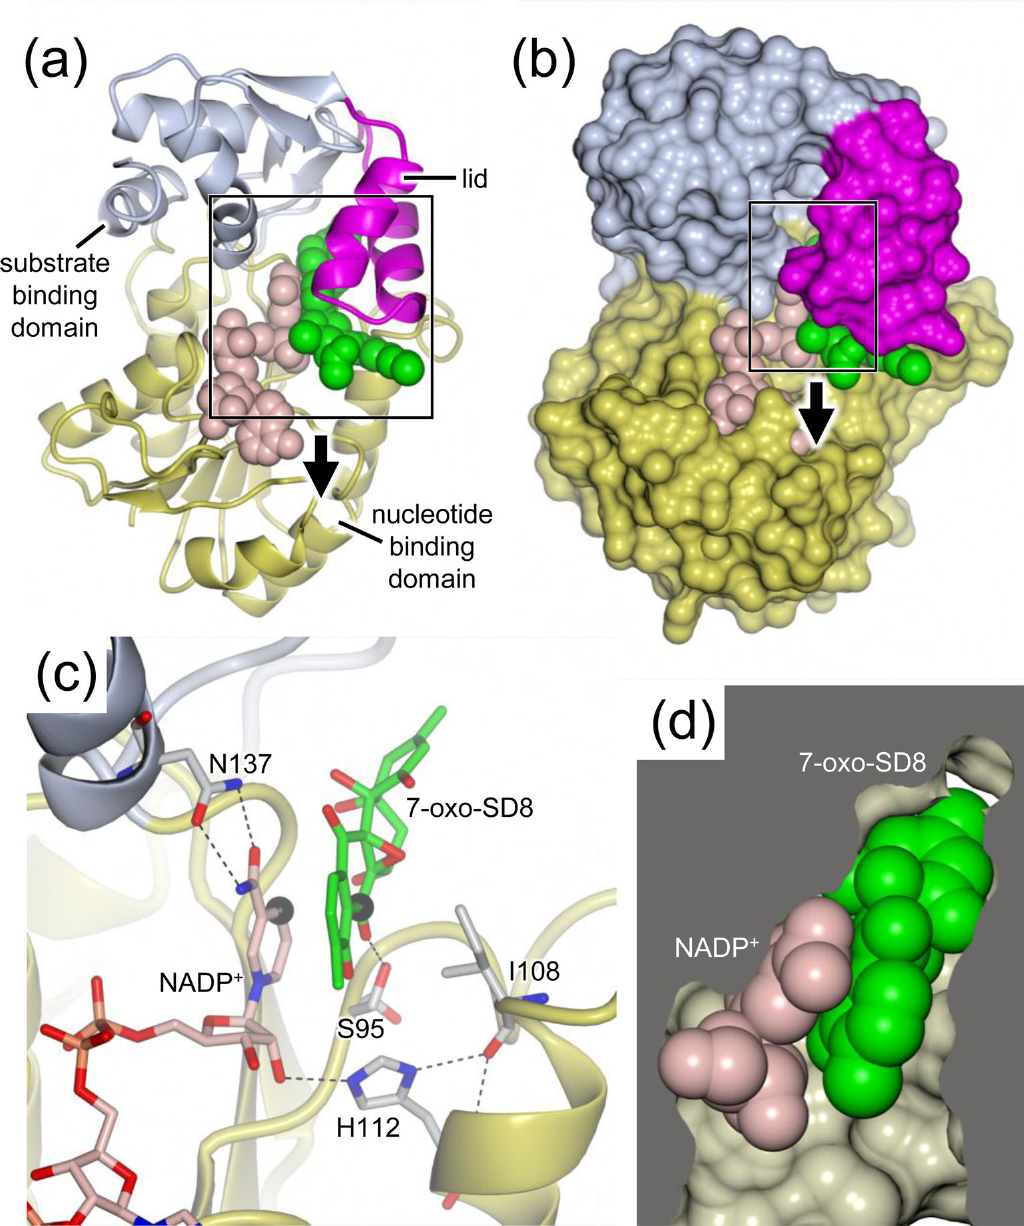 (a)
(b)
lid
substrate
binding
domain
nucleotide
binding
domain
(c)
(d)
N137
7-oxo-SD8
7-oxo-SD8
NADP⁺
NADP⁺
I108
S95
H112